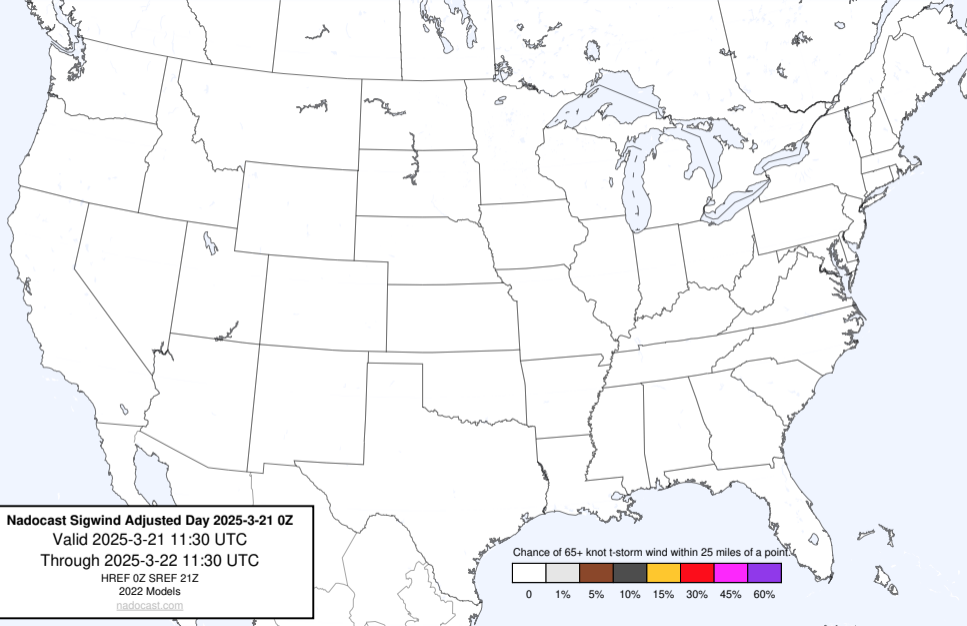 Nadocast Sigwind Adjusted Day 2025-3-21 0Z
Valid 2025-3-21 11:30 UTC
Through 2025-3-22 11:30 UTC
HREF 0Z SREF 21Z
2022 Models
nadocast.com
Chance of 65+ knot t-storm wind within 25 miles of a point.
0 1% 5% 10% 15% 30% 45% 60%